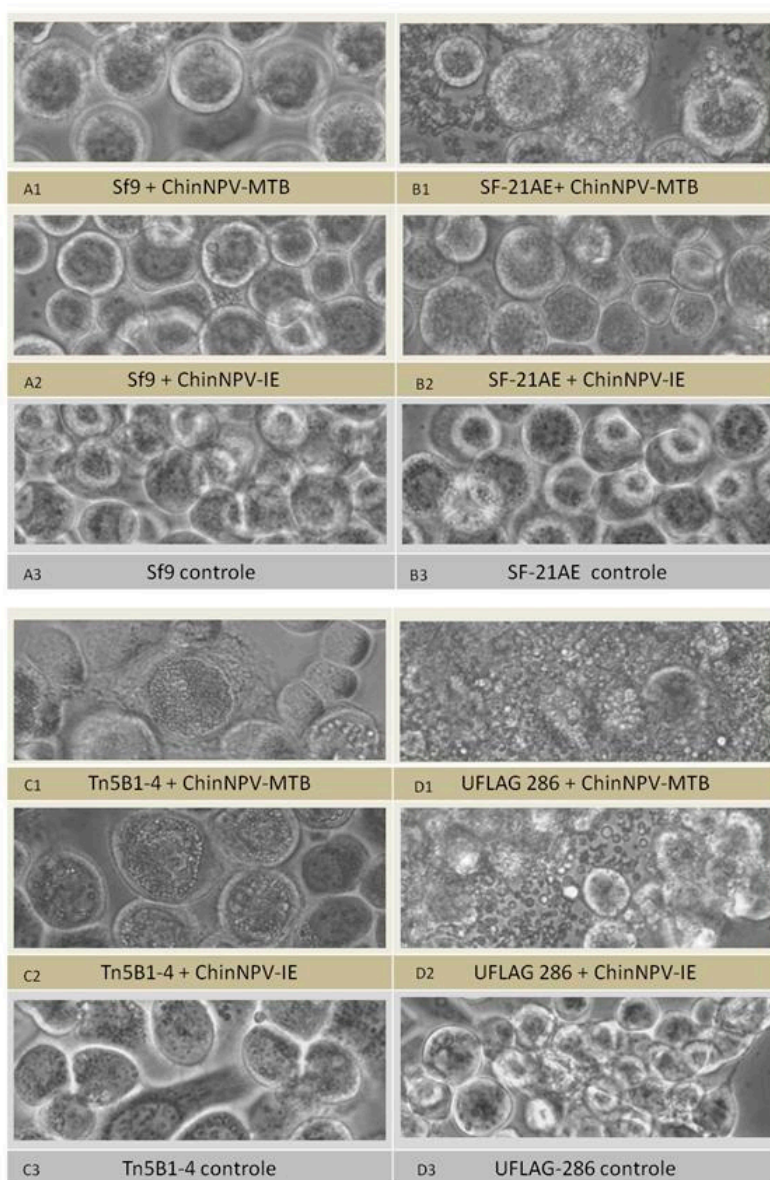 A1 Sf9 + ChinNPV-MTB
B1 SF-21AE+ ChinNPV-MTB
A2 Sf9 + ChinNPV-IE
B2 SF-21AE + ChinNPV-IE
A3 Sf9 controle
B3 SF-21AE controle
C1 Tn5B1-4 + ChinNPV-MTB
D1 UFLAG 286 + ChinNPV-MTB
C2 Tn5B1-4 + ChinNPV-IE
D2 UFLAG 286 + ChinNPV-IE
C3 Tn5B1-4 controle
D3 UFLAG-286 controle